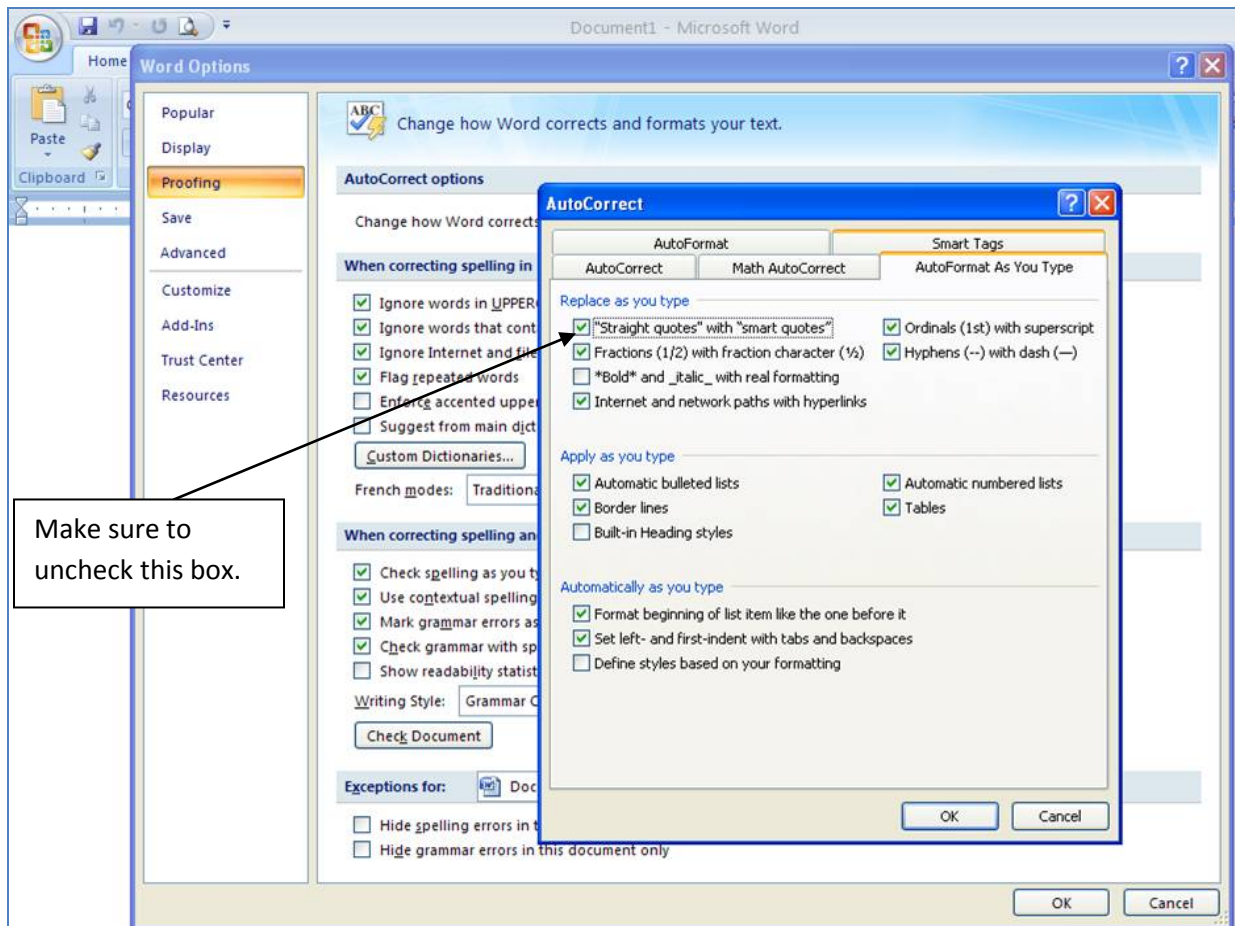 Document1 - Microsoft Word
Home
Word Options
Paste
Clipboard
Popular
Display
Proofing
Save
Advanced
Customize
Add-Ins
Trust Center
Resources
ABC
Change how Word corrects and formats your text.
AutoCorrect options
Change how Word corrects
When correcting spelling in
Ignore words in UPPER
Ignore words that cont
Ignore Internet and file
Flag repeated words
Enforce accented upper
Suggest from main dict
Custom Dictionaries...
French modes: Traditiona
When correcting spelling an
Check spelling as you ty
Use contextual spelling
Mark grammar errors as
Check grammar with sp
Show readability statist
Writing Style: Grammar
Check Document
Exceptions for: Doc
Hide spelling errors in t
Hide grammar errors in this document only
AutoCorrect
AutoFormat
Smart Tags
AutoCorrect
Math AutoCorrect
AutoFormat As You Type
Replace as you type
"Straight quotes" with “smart quotes”
Ordinals (1st) with superscript
Fractions (1/2) with fraction character (½)
Hyphens (--) with dash (—)
*Bold* and _italic_ with real formatting
Internet and network paths with hyperlinks
Apply as you type
Automatic bulleted lists
Automatic numbered lists
Border lines
Tables
Built-in Heading styles
Automatically as you type
Format beginning of list item like the one before it
Set left- and first-indent with tabs and backspaces
Define styles based on your formatting
OK
Cancel
OK
Cancel
Make sure to
uncheck this box.